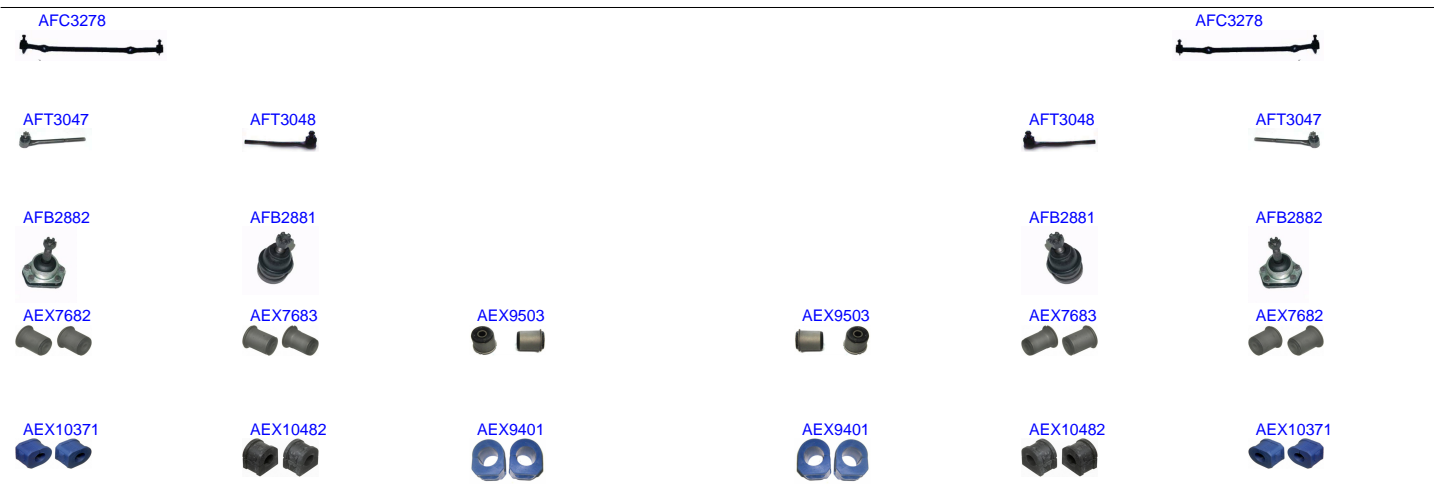 AFC3278 AFC3278
AFT3047 AFT3048 AFT3048 AFT3047
AFB2882 AFB2881 AFB2881 AFB2882
AEX7682 AEX7683 AEX9503 AEX9503 AEX7683 AEX7682
AEX10371 AEX10482 AEX9401 AEX9401 AEX10482 AEX10371